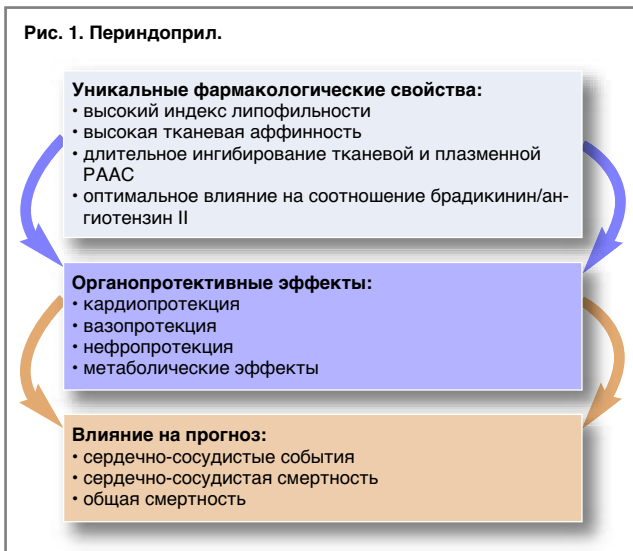 Рис. 1. Периндоприл.
Уникальные фармакологические свойства:
• высокий индекс липофильности
• высокая тканевая аффинность
• длительное ингибирование тканевой и плазменной
РААС
• оптимальное влияние на соотношение брадикинин/ан-
гиотензин II
Органопротективные эффекты:
• кардиопротекция
• вазопротекция
• нефропротекция
• метаболические эффекты
Влияние на прогноз:
• сердечно-сосудистые события
• сердечно-сосудистая смертность
• общая смертность